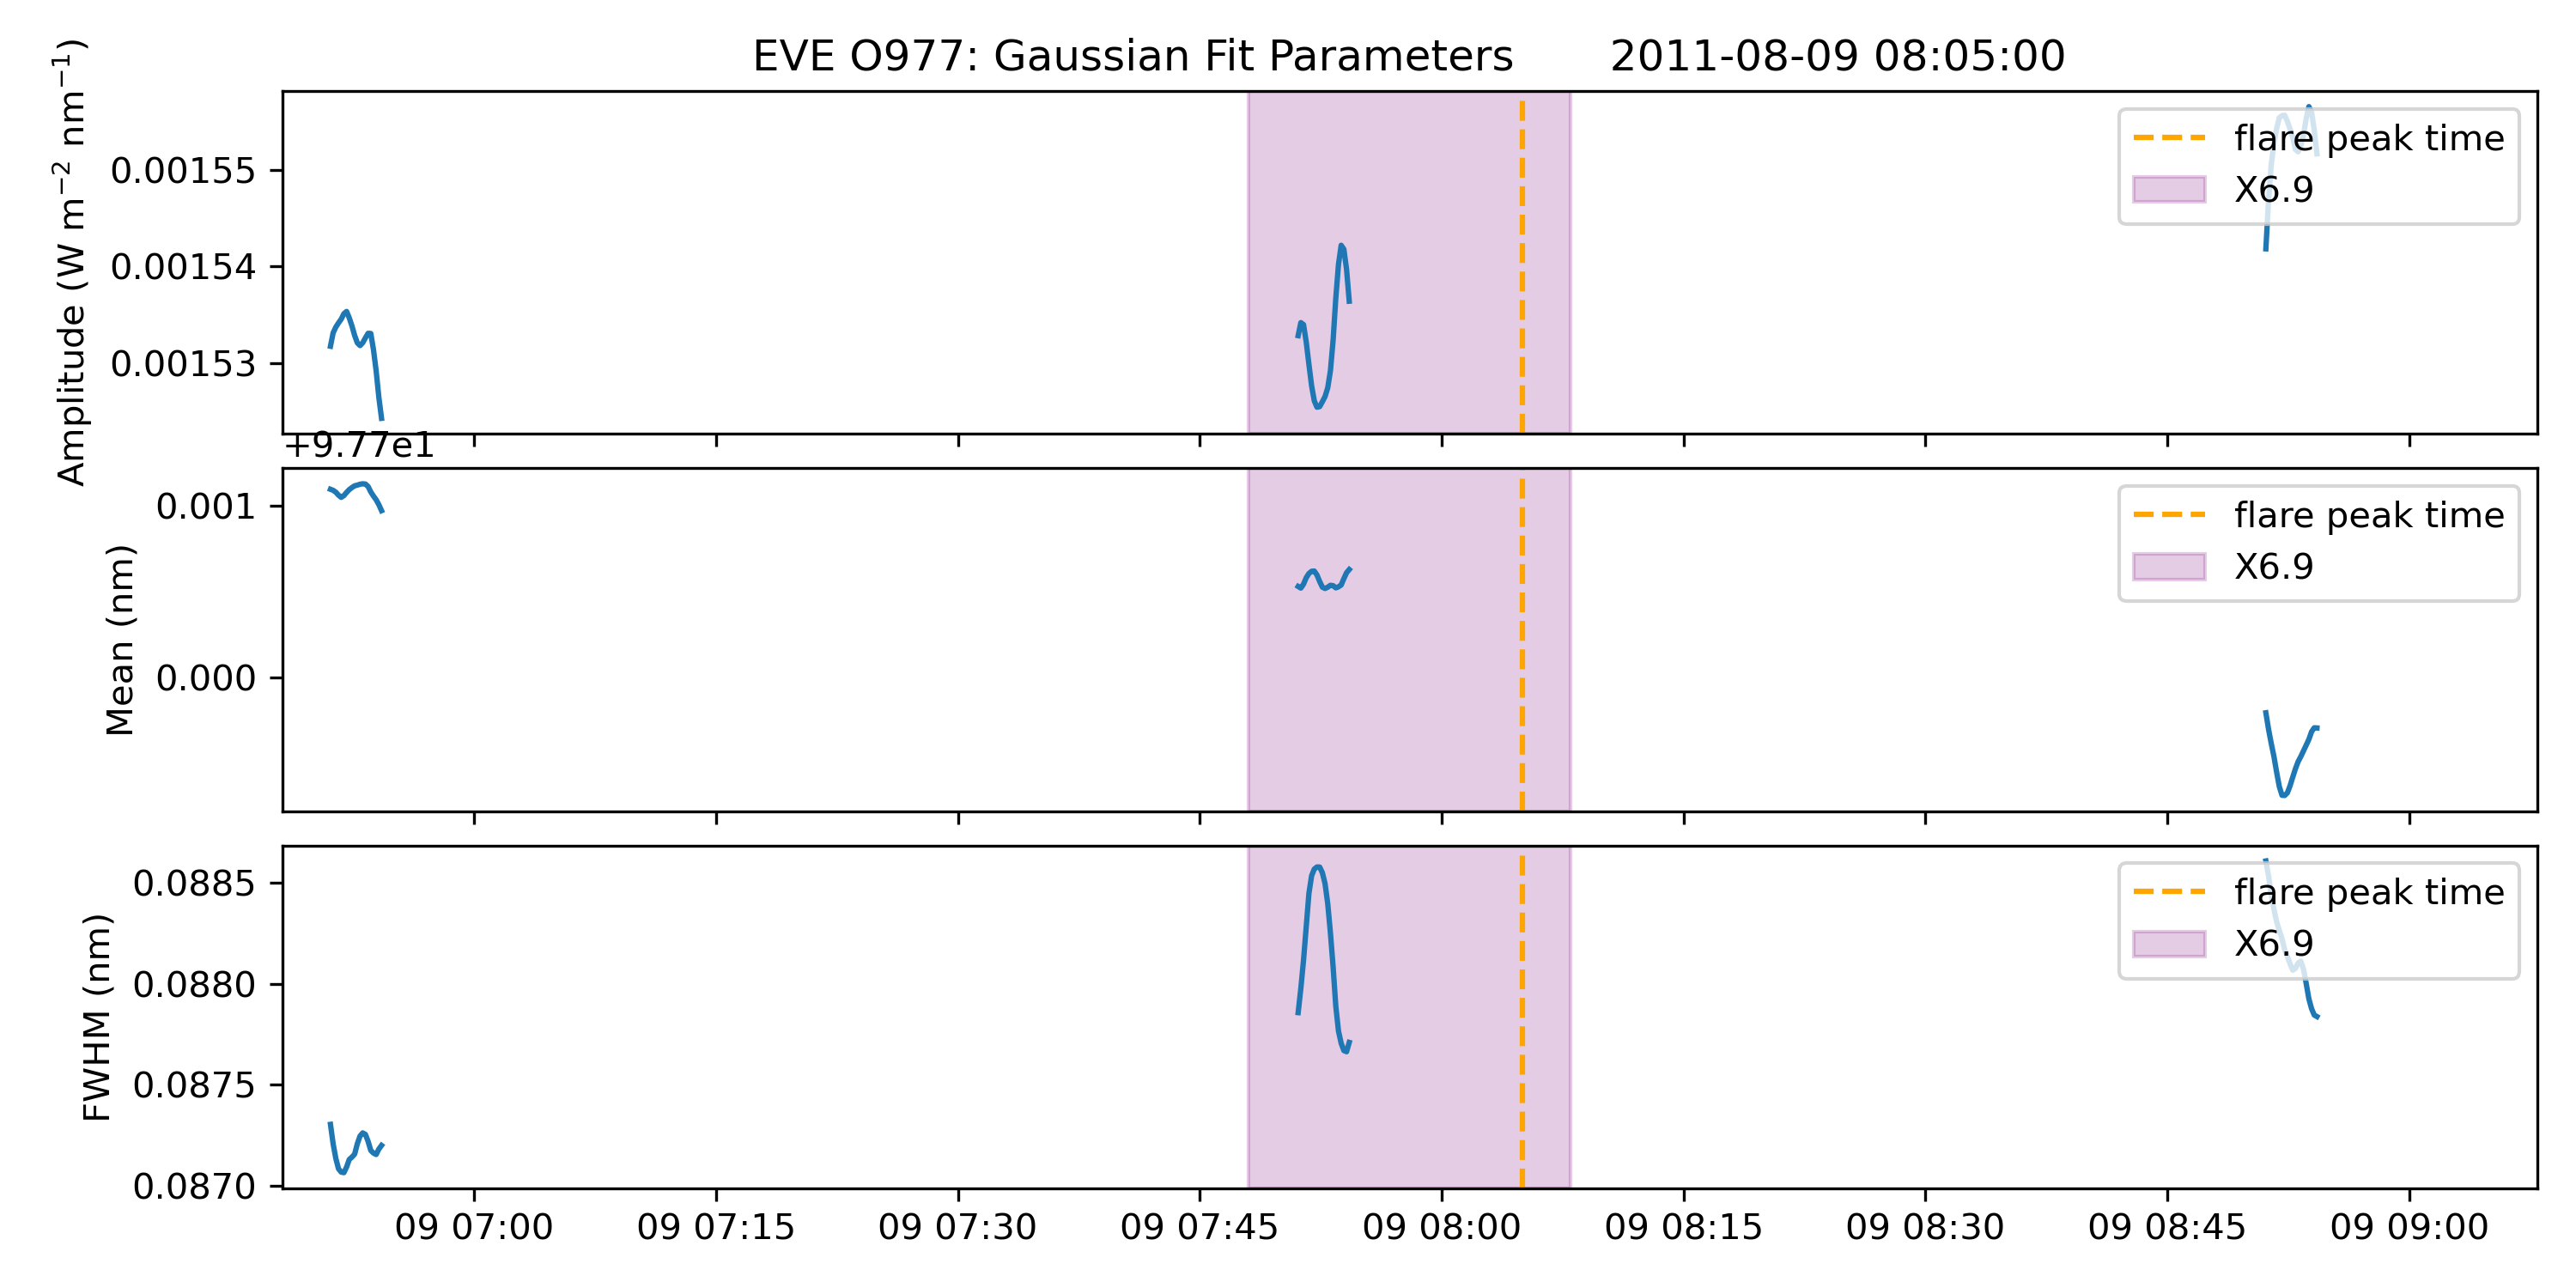 EVE O977: Gaussian Fit Parameters 2011-08-09 08:05:00
Amplitude (W m⁻² nm⁻¹)
0.00155
0.00154
0.00153
flare peak time
X6.9
+9.77e1
Mean (nm)
0.001
0.000
flare peak time
X6.9
FWHM (nm)
0.0885
0.0880
0.0875
0.0870
flare peak time
X6.9
09 07:00 09 07:15 09 07:30 09 07:45 09 08:00 09 08:15 09 08:30 09 08:45 09 09:00